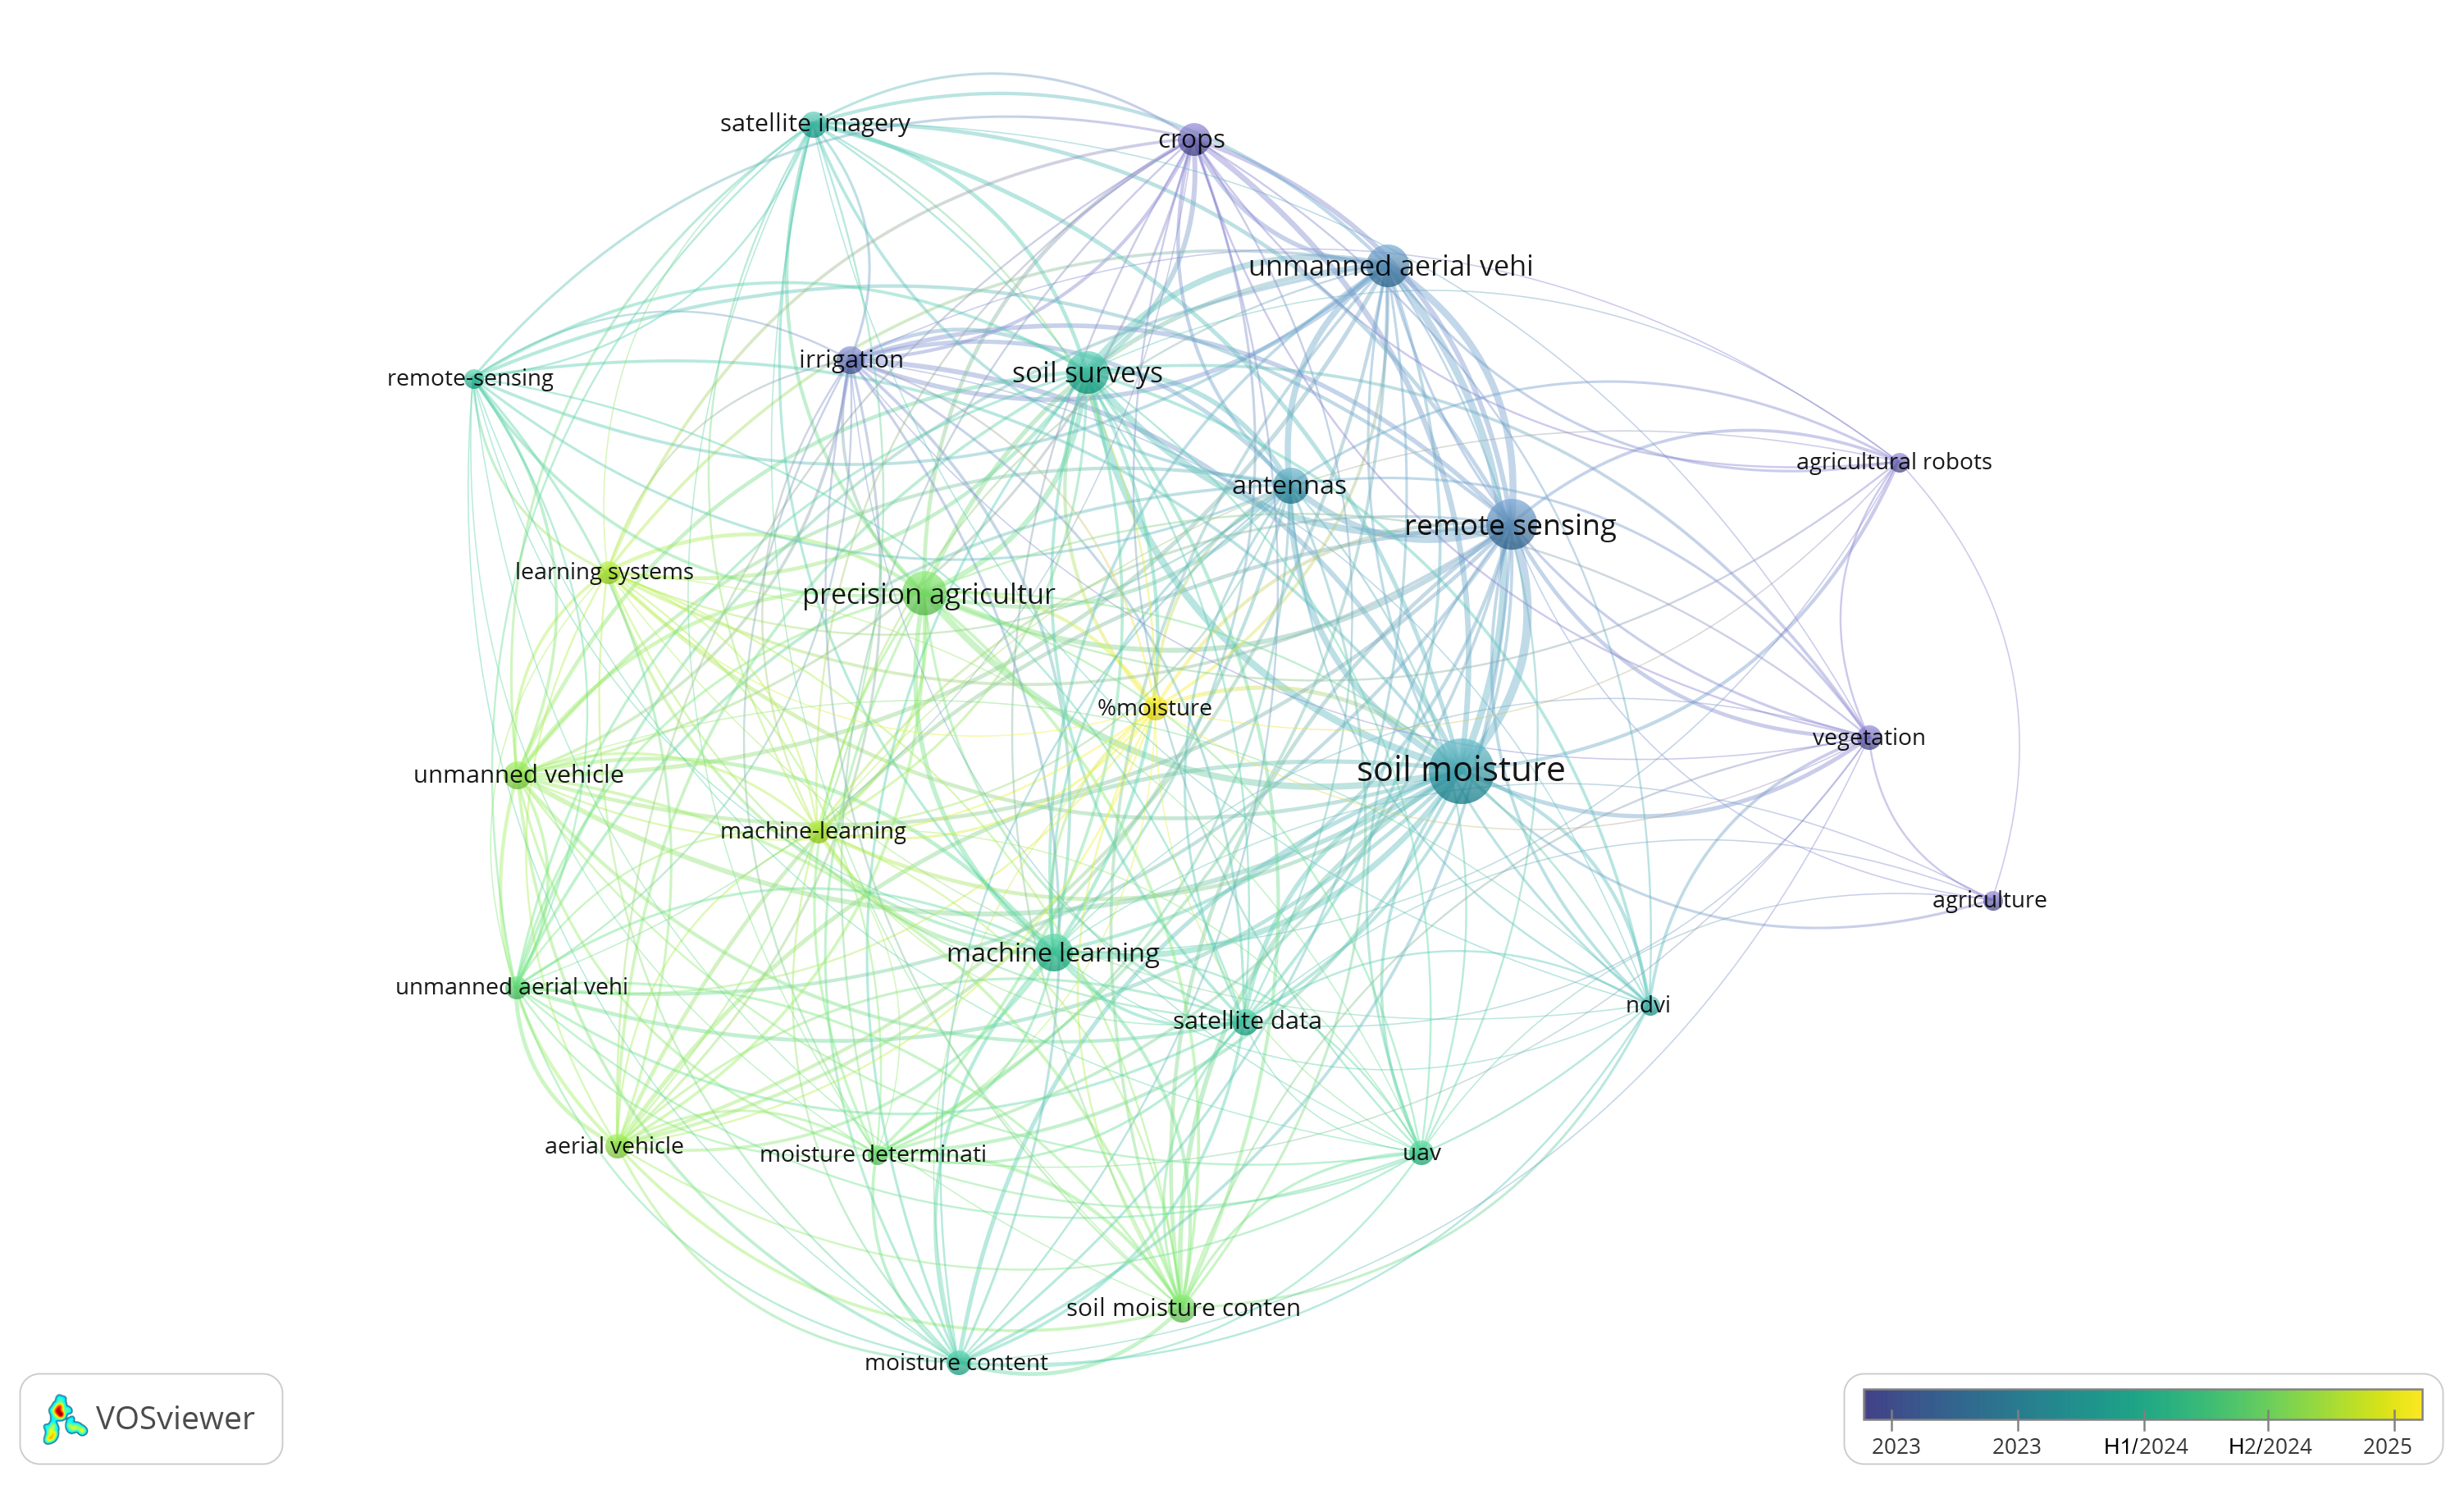 satellite imagery
crops
unmanned aerial vehi
irrigation
soil surveys
remote-sensing
agricultural robots
antennas
remote sensing
learning systems
precision agricultur
%moisture
vegetation
soil moisture
unmanned vehicle
machine-learning
agriculture
machine learning
unmanned aerial vehi
ndvi
satellite data
aerial vehicle
moisture determinati
uav
soil moisture conten
moisture content
VOSviewer
2023 2023 H1/2024 H2/2024 2025